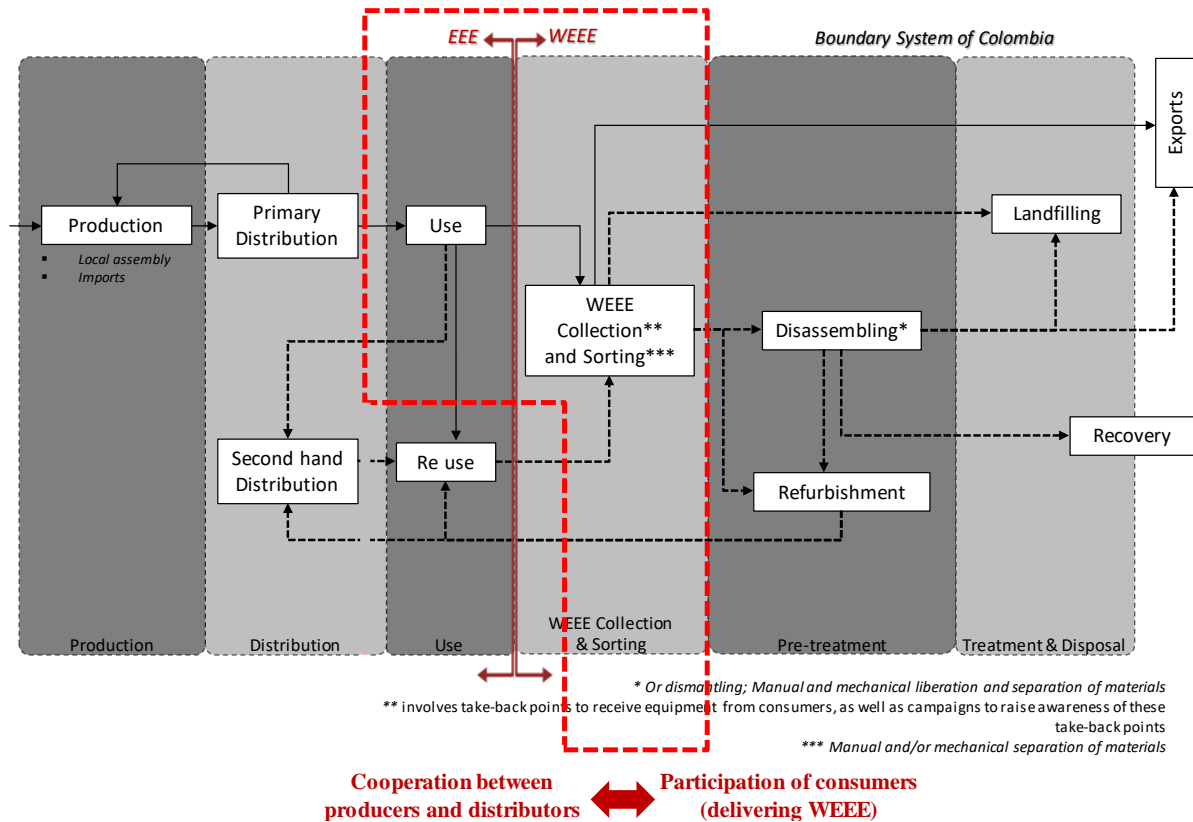 EEE
WEEE
Boundary System of Colombia
Exports
Production
Primary
Distribution
Use
Landfilling
▪ Local assembly
▪ Imports
WEEE
Collection**
and Sorting***
Disassembling*
Second hand
Distribution
Re use
Recovery
Refurbishment
Production
Distribution
Use
WEEE Collection
& Sorting
Pre-treatment
Treatment & Disposal
* Or dismantling; Manual and mechanical liberation and separation of materials
** involves take-back points to receive equipment from consumers, as well as campaigns to raise awareness of these
take-back points
*** Manual and/or mechanical separation of materials
Cooperation between
producers and distributors
Participation of consumers
(delivering WEEE)